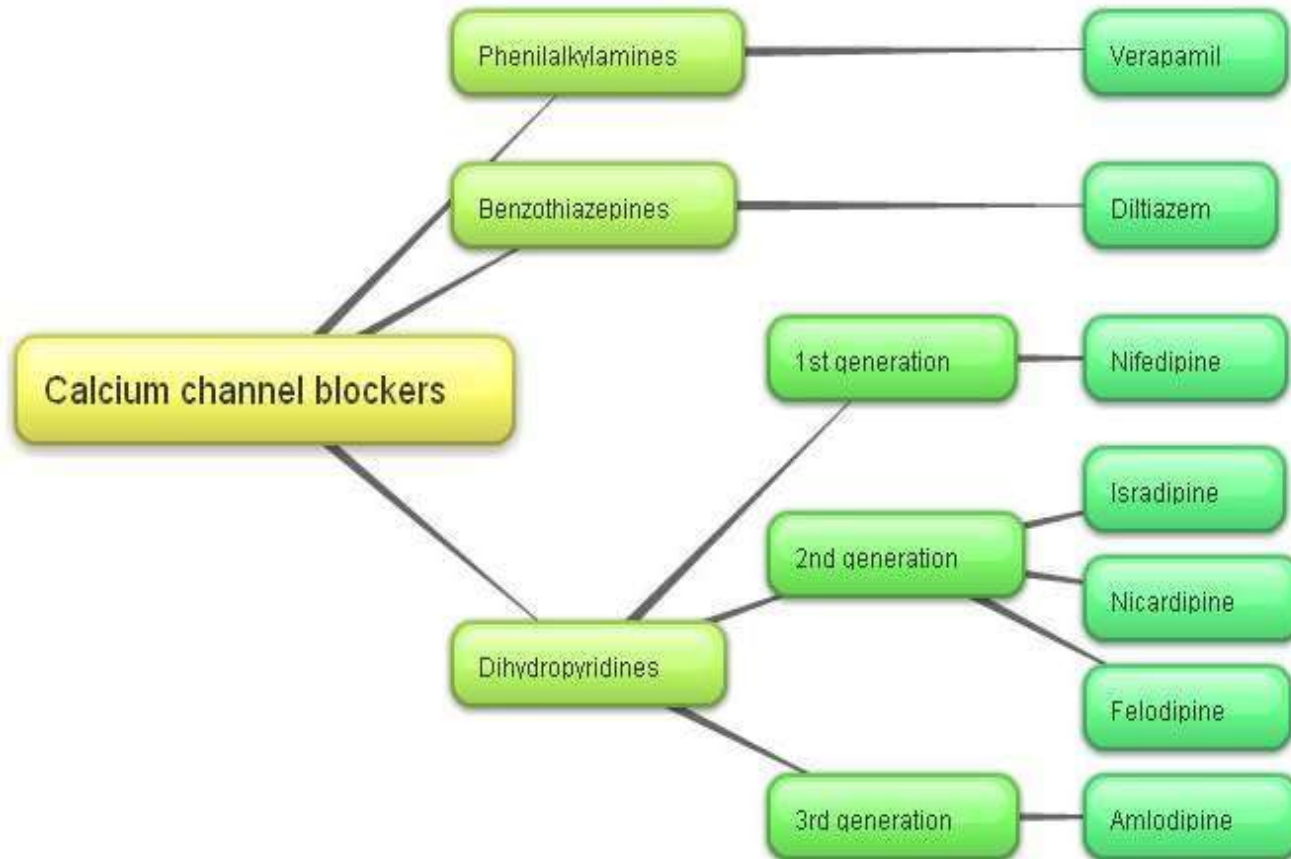 Phenilalkylamines
Verapamil
Benzothiazepines
Diltiazem
Calcium channel blockers
1st generation
Nifedipine
2nd generation
Isradipine
Nicardipine
Felodipine
Dihydropyridines
3rd generation
Amlodipine